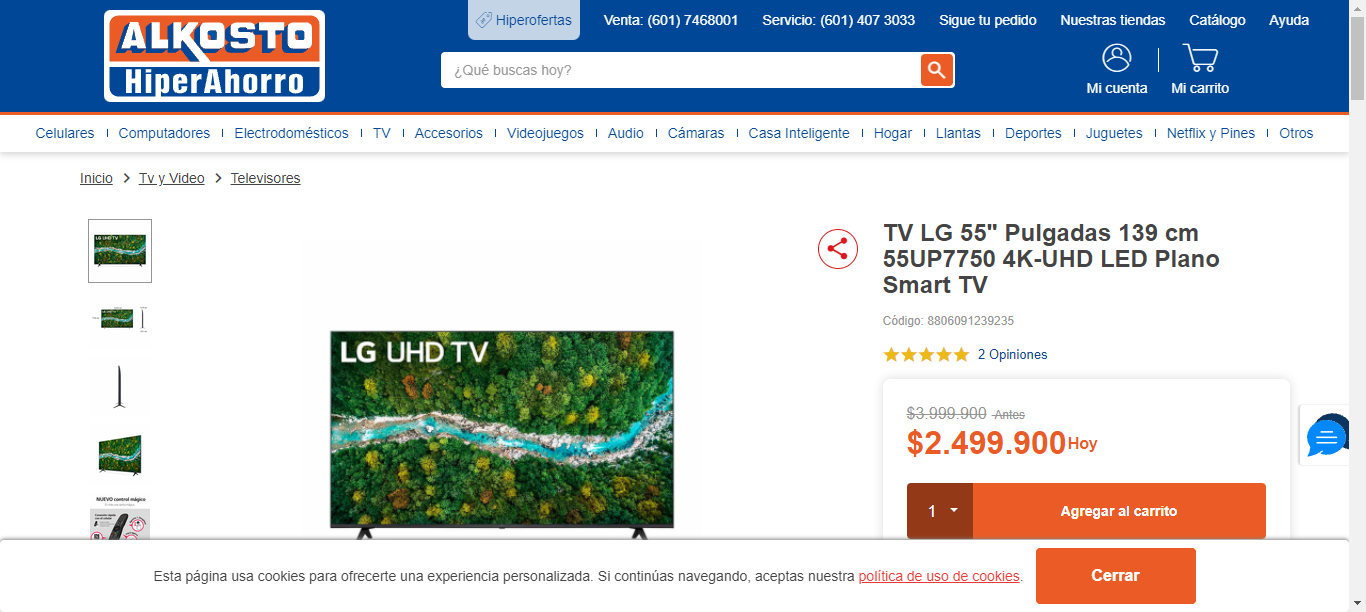 ALKOSTO
HiperAhorro
Hiperofertas
Venta: (601) 7468001
Servicio: (601) 407 3033
Sigue tu pedido
Nuestras tiendas
Catálogo
Ayuda
¿Qué buscas hoy?
Mi cuenta
Mi carrito
Celulares
Computadores
Electrodomésticos
TV
Accesorios
Videojuegos
Audio
Cámaras
Casa Inteligente
Hogar
Llantas
Deportes
Juguetes
Netflix y Pines
Otros
Inicio > Tv y Video > Televisores
LG UHD TV
NUEVO control mágico
LG UHD TV
TV LG 55" Pulgadas 139 cm
55UP7750 4K-UHD LED Plano
Smart TV
Código: 8806091239235
2 Opiniones
$3.999.900 Antes
$2.499.900 Hoy
1
Agregar al carrito
Esta página usa cookies para ofrecerte una experiencia personalizada. Si continúas navegando, aceptas nuestra política de uso de cookies.
Cerrar